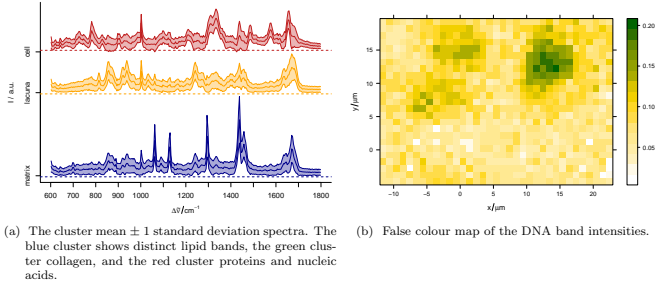 cell
lacuna
matrix
I / a.u.
600 700 800 900 1000 1200 1400 1600 1800
Δν̃/cm⁻¹
15
10
5
0
y/µm
-10 -5 0 5 10 15 20
x/µm
0.20
0.15
0.10
0.05
(a) The cluster mean ± 1 standard deviation spectra. The
blue cluster shows distinct lipid bands, the green clus-
ter collagen, and the red cluster proteins and nucleic
acids.
(b) False colour map of the DNA band intensities.